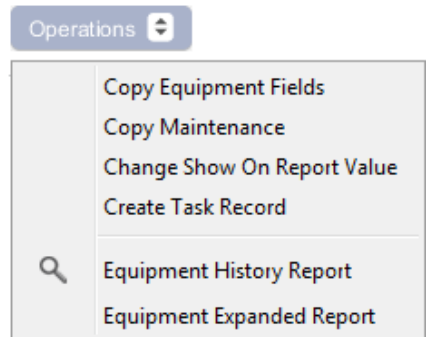 Operations
Copy Equipment Fields
Copy Maintenance
Change Show On Report Value
Create Task Record
Equipment History Report
Equipment Expanded Report